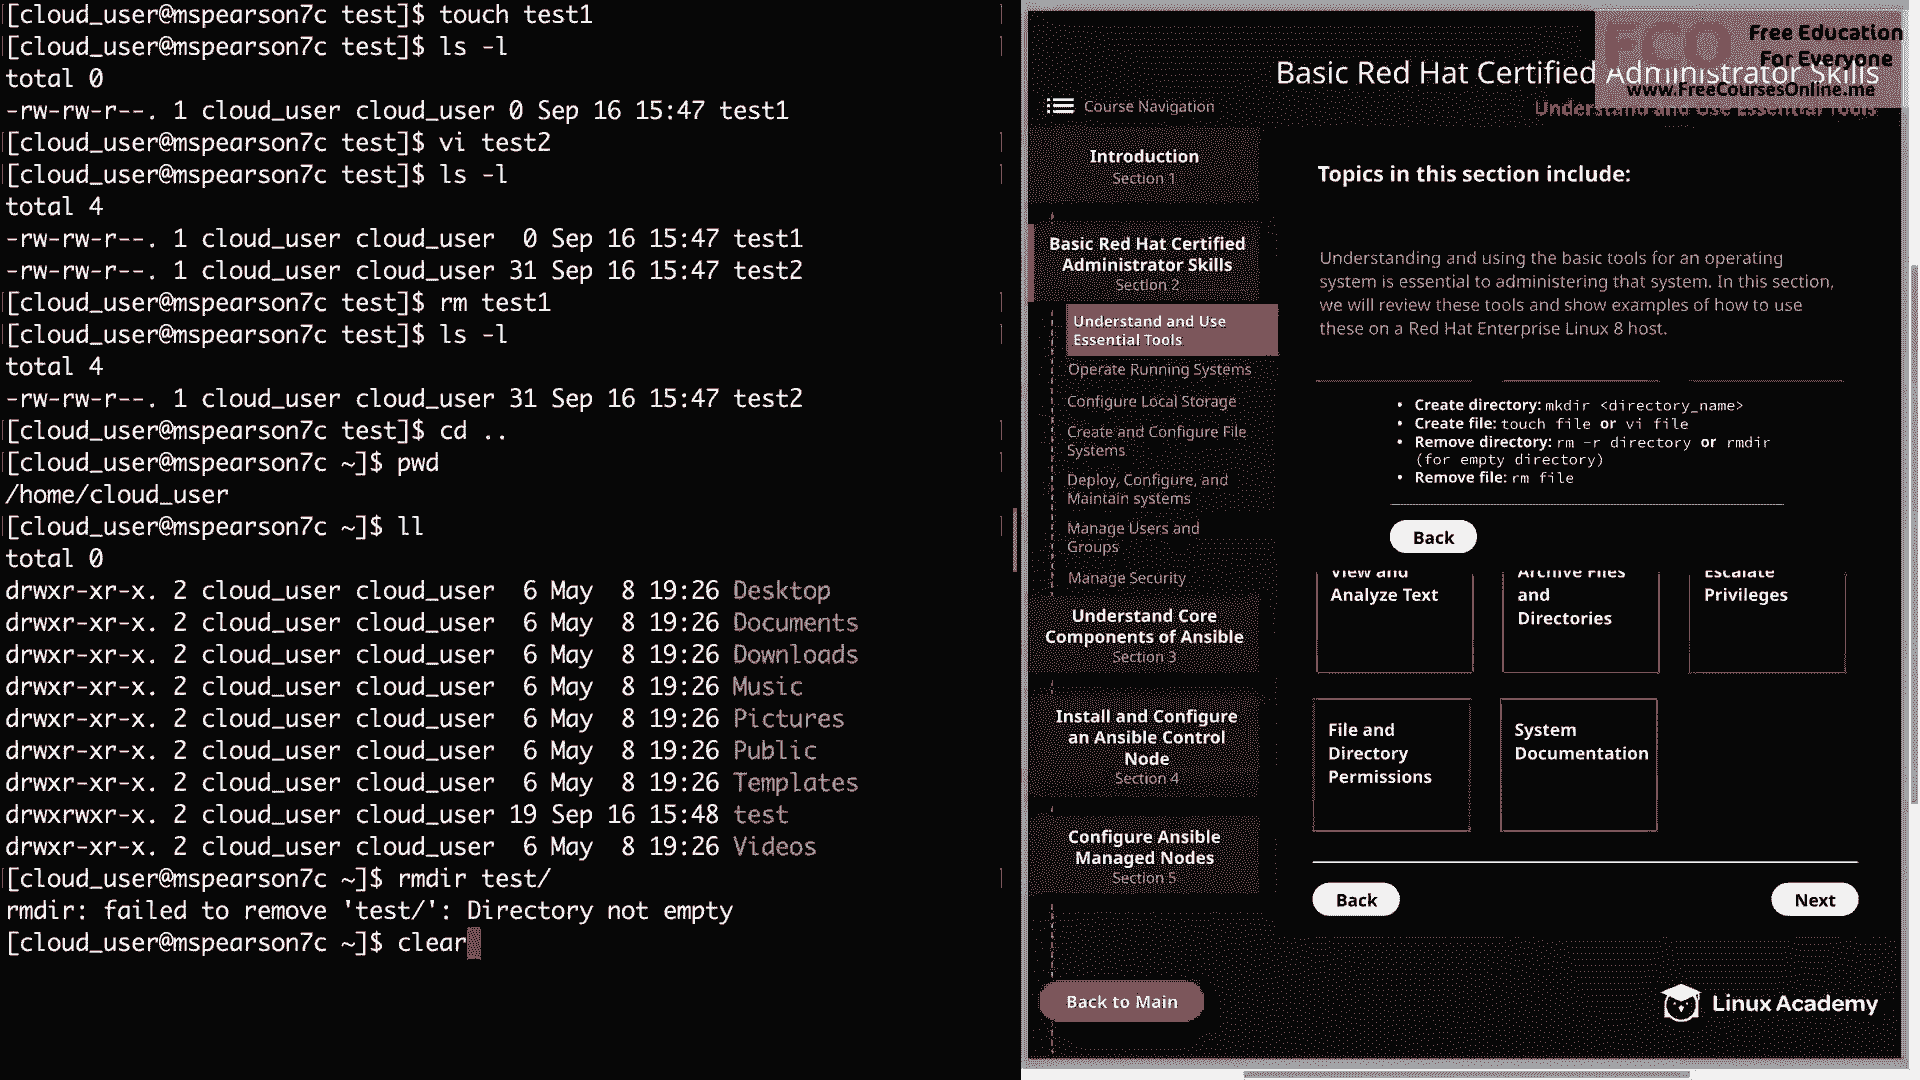 [cloud_user@mspearson7c test]$ touch test1
[cloud_user@mspearson7c test]$ ls -l
total 0
-rw-rw-r--. 1 cloud_user cloud_user 0 Sep 16 15:47 test1
[cloud_user@mspearson7c test]$ vi test2
[cloud_user@mspearson7c test]$ ls -l
total 4
-rw-rw-r--. 1 cloud_user cloud_user  0 Sep 16 15:47 test1
-rw-rw-r--. 1 cloud_user cloud_user 31 Sep 16 15:47 test2
[cloud_user@mspearson7c test]$ rm test1
[cloud_user@mspearson7c test]$ ls -l
total 4
-rw-rw-r--. 1 cloud_user cloud_user 31 Sep 16 15:47 test2
[cloud_user@mspearson7c test]$ cd ..
[cloud_user@mspearson7c ~]$ pwd
/home/cloud_user
[cloud_user@mspearson7c ~]$ ll
total 0
drwxr-xr-x. 2 cloud_user cloud_user  6 May  8 19:26 Desktop
drwxr-xr-x. 2 cloud_user cloud_user  6 May  8 19:26 Documents
drwxr-xr-x. 2 cloud_user cloud_user  6 May  8 19:26 Downloads
drwxr-xr-x. 2 cloud_user cloud_user  6 May  8 19:26 Music
drwxr-xr-x. 2 cloud_user cloud_user  6 May  8 19:26 Pictures
drwxr-xr-x. 2 cloud_user cloud_user  6 May  8 19:26 Public
drwxr-xr-x. 2 cloud_user cloud_user  6 May  8 19:26 Templates
drwxrwxr-x. 2 cloud_user cloud_user 19 Sep 16 15:48 test
drwxr-xr-x. 2 cloud_user cloud_user  6 May  8 19:26 Videos
[cloud_user@mspearson7c ~]$ rmdir test/
rmdir: failed to remove 'test/': Directory not empty
[cloud_user@mspearson7c ~]$ clear
FCO
Free Education
For Everyone
www.FreeCoursesOnline.me
Basic Red Hat Certified Administrator Skills
Understand and Use Essential Tools
Course Navigation
Introduction
Section 1
Basic Red Hat Certified
Administrator Skills
Section 2
Understand and Use
Essential Tools
Operate Running Systems
Configure Local Storage
Create and Configure File
Systems
Deploy, Configure, and
Maintain systems
Manage Users and
Groups
Manage Security
Understand Core
Components of Ansible
Section 3
Install and Configure
an Ansible Control
Node
Section 4
Configure Ansible
Managed Nodes
Section 5
Back to Main
Topics in this section include:
Understanding and using the basic tools for an operating
system is essential to administering that system. In this section,
we will review these tools and show examples of how to use
these on a Red Hat Enterprise Linux 8 host.
• Create directory: mkdir <directory_name>
• Create file: touch file or vi file
• Remove directory: rm -r directory or rmdir
(for empty directory)
• Remove file: rm file
Back
View and
Analyze Text
Archive Files
and
Directories
Escalate
Privileges
File and
Directory
Permissions
System
Documentation
Back
Next
Linux Academy